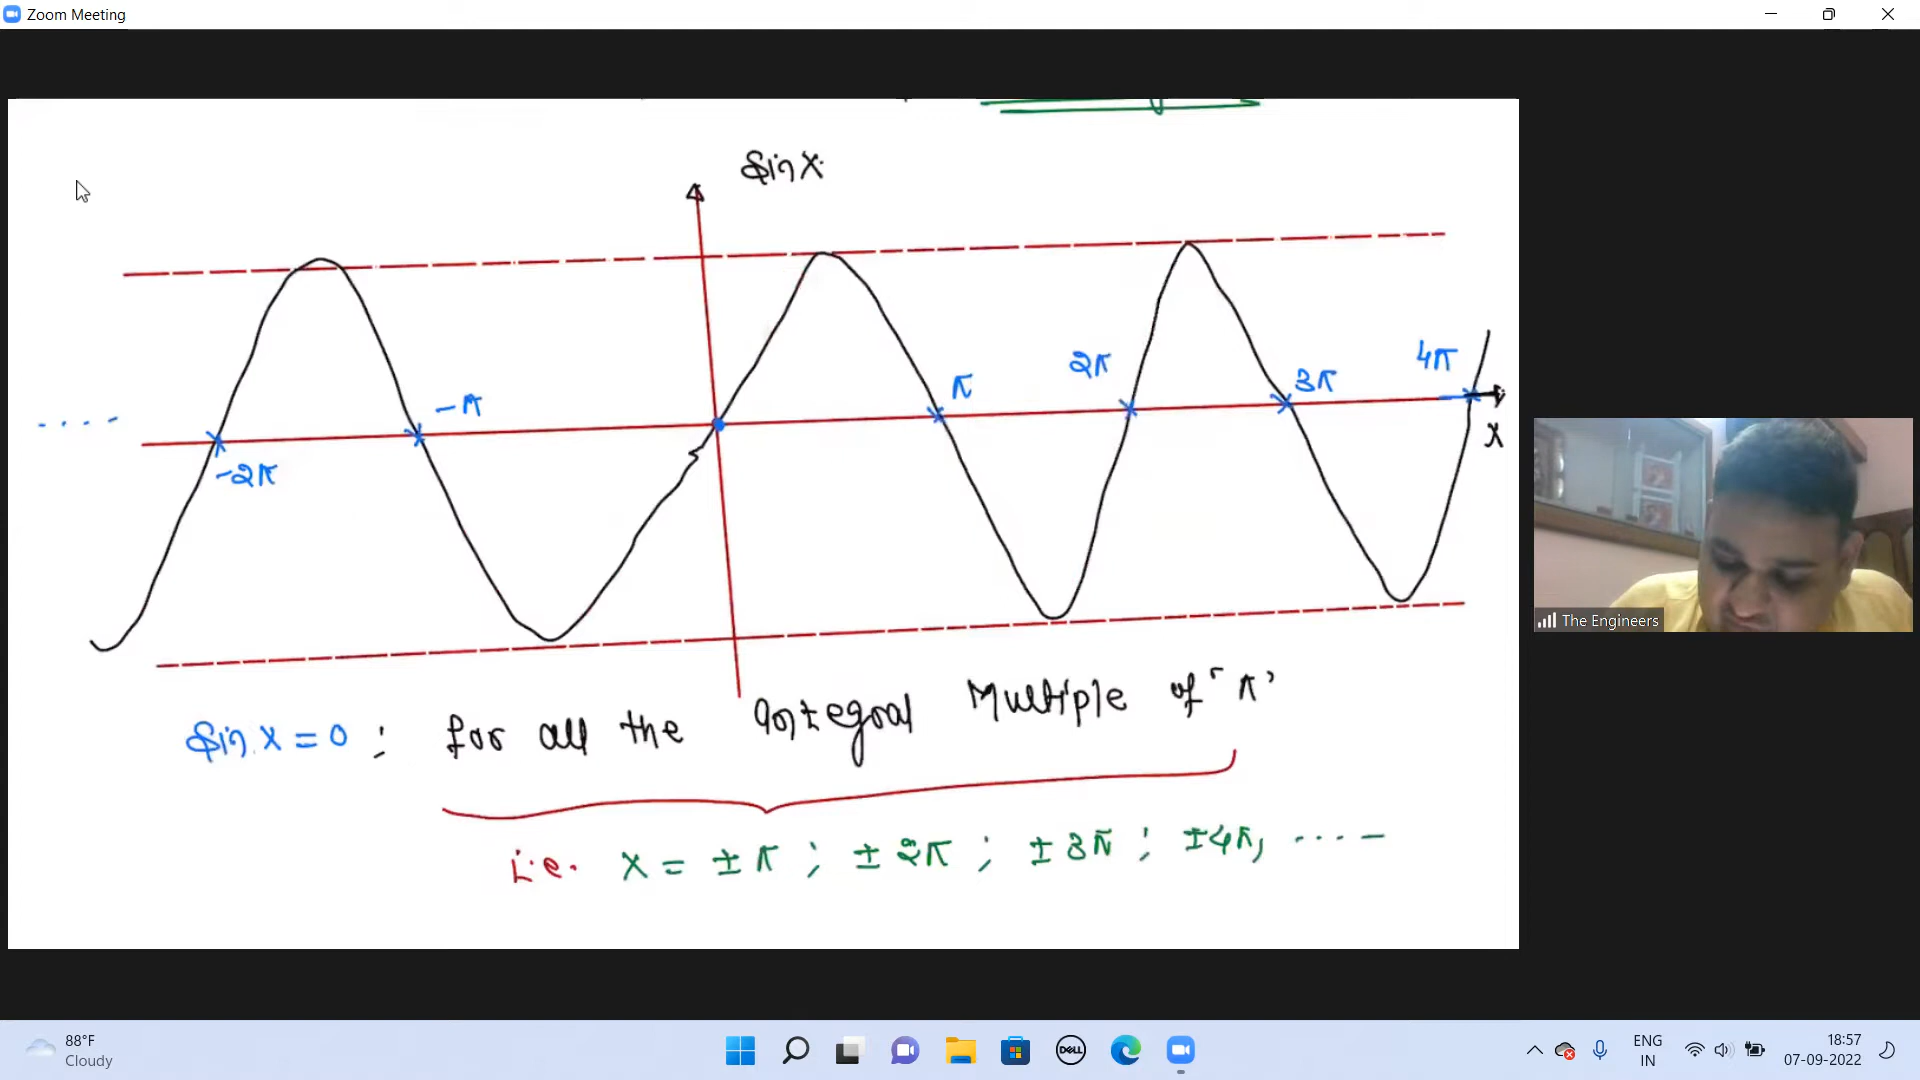 Zoom Meeting
Sin X
2π
4π
π
3π
-π
....
-2π
X
The Engineers
Sin X = 0 : for all the Integral Multiple of 'π'
i.e. X = ±π ; ±2π ; ±3π ; ±4π, ....
88°F
Cloudy
DELL
ENG
IN
18:57
07-09-2022